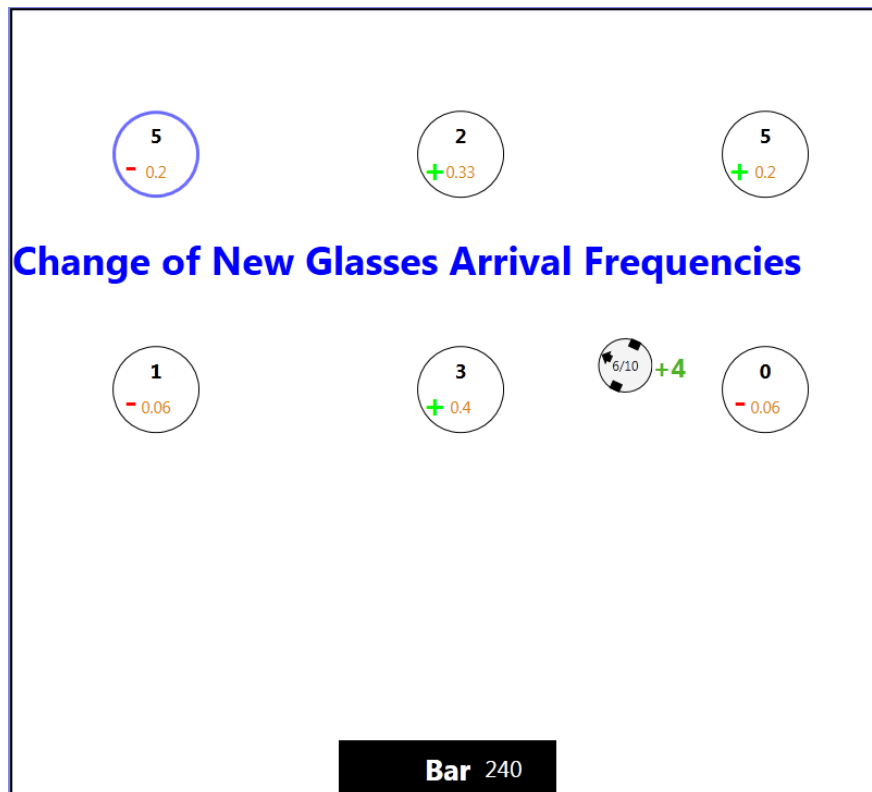 5 2 5
- 0.2 + 0.33 + 0.2
Change of New Glasses Arrival Frequencies
1 3 6/10 +4 0
- 0.06 + 0.4 - 0.06
Bar 240